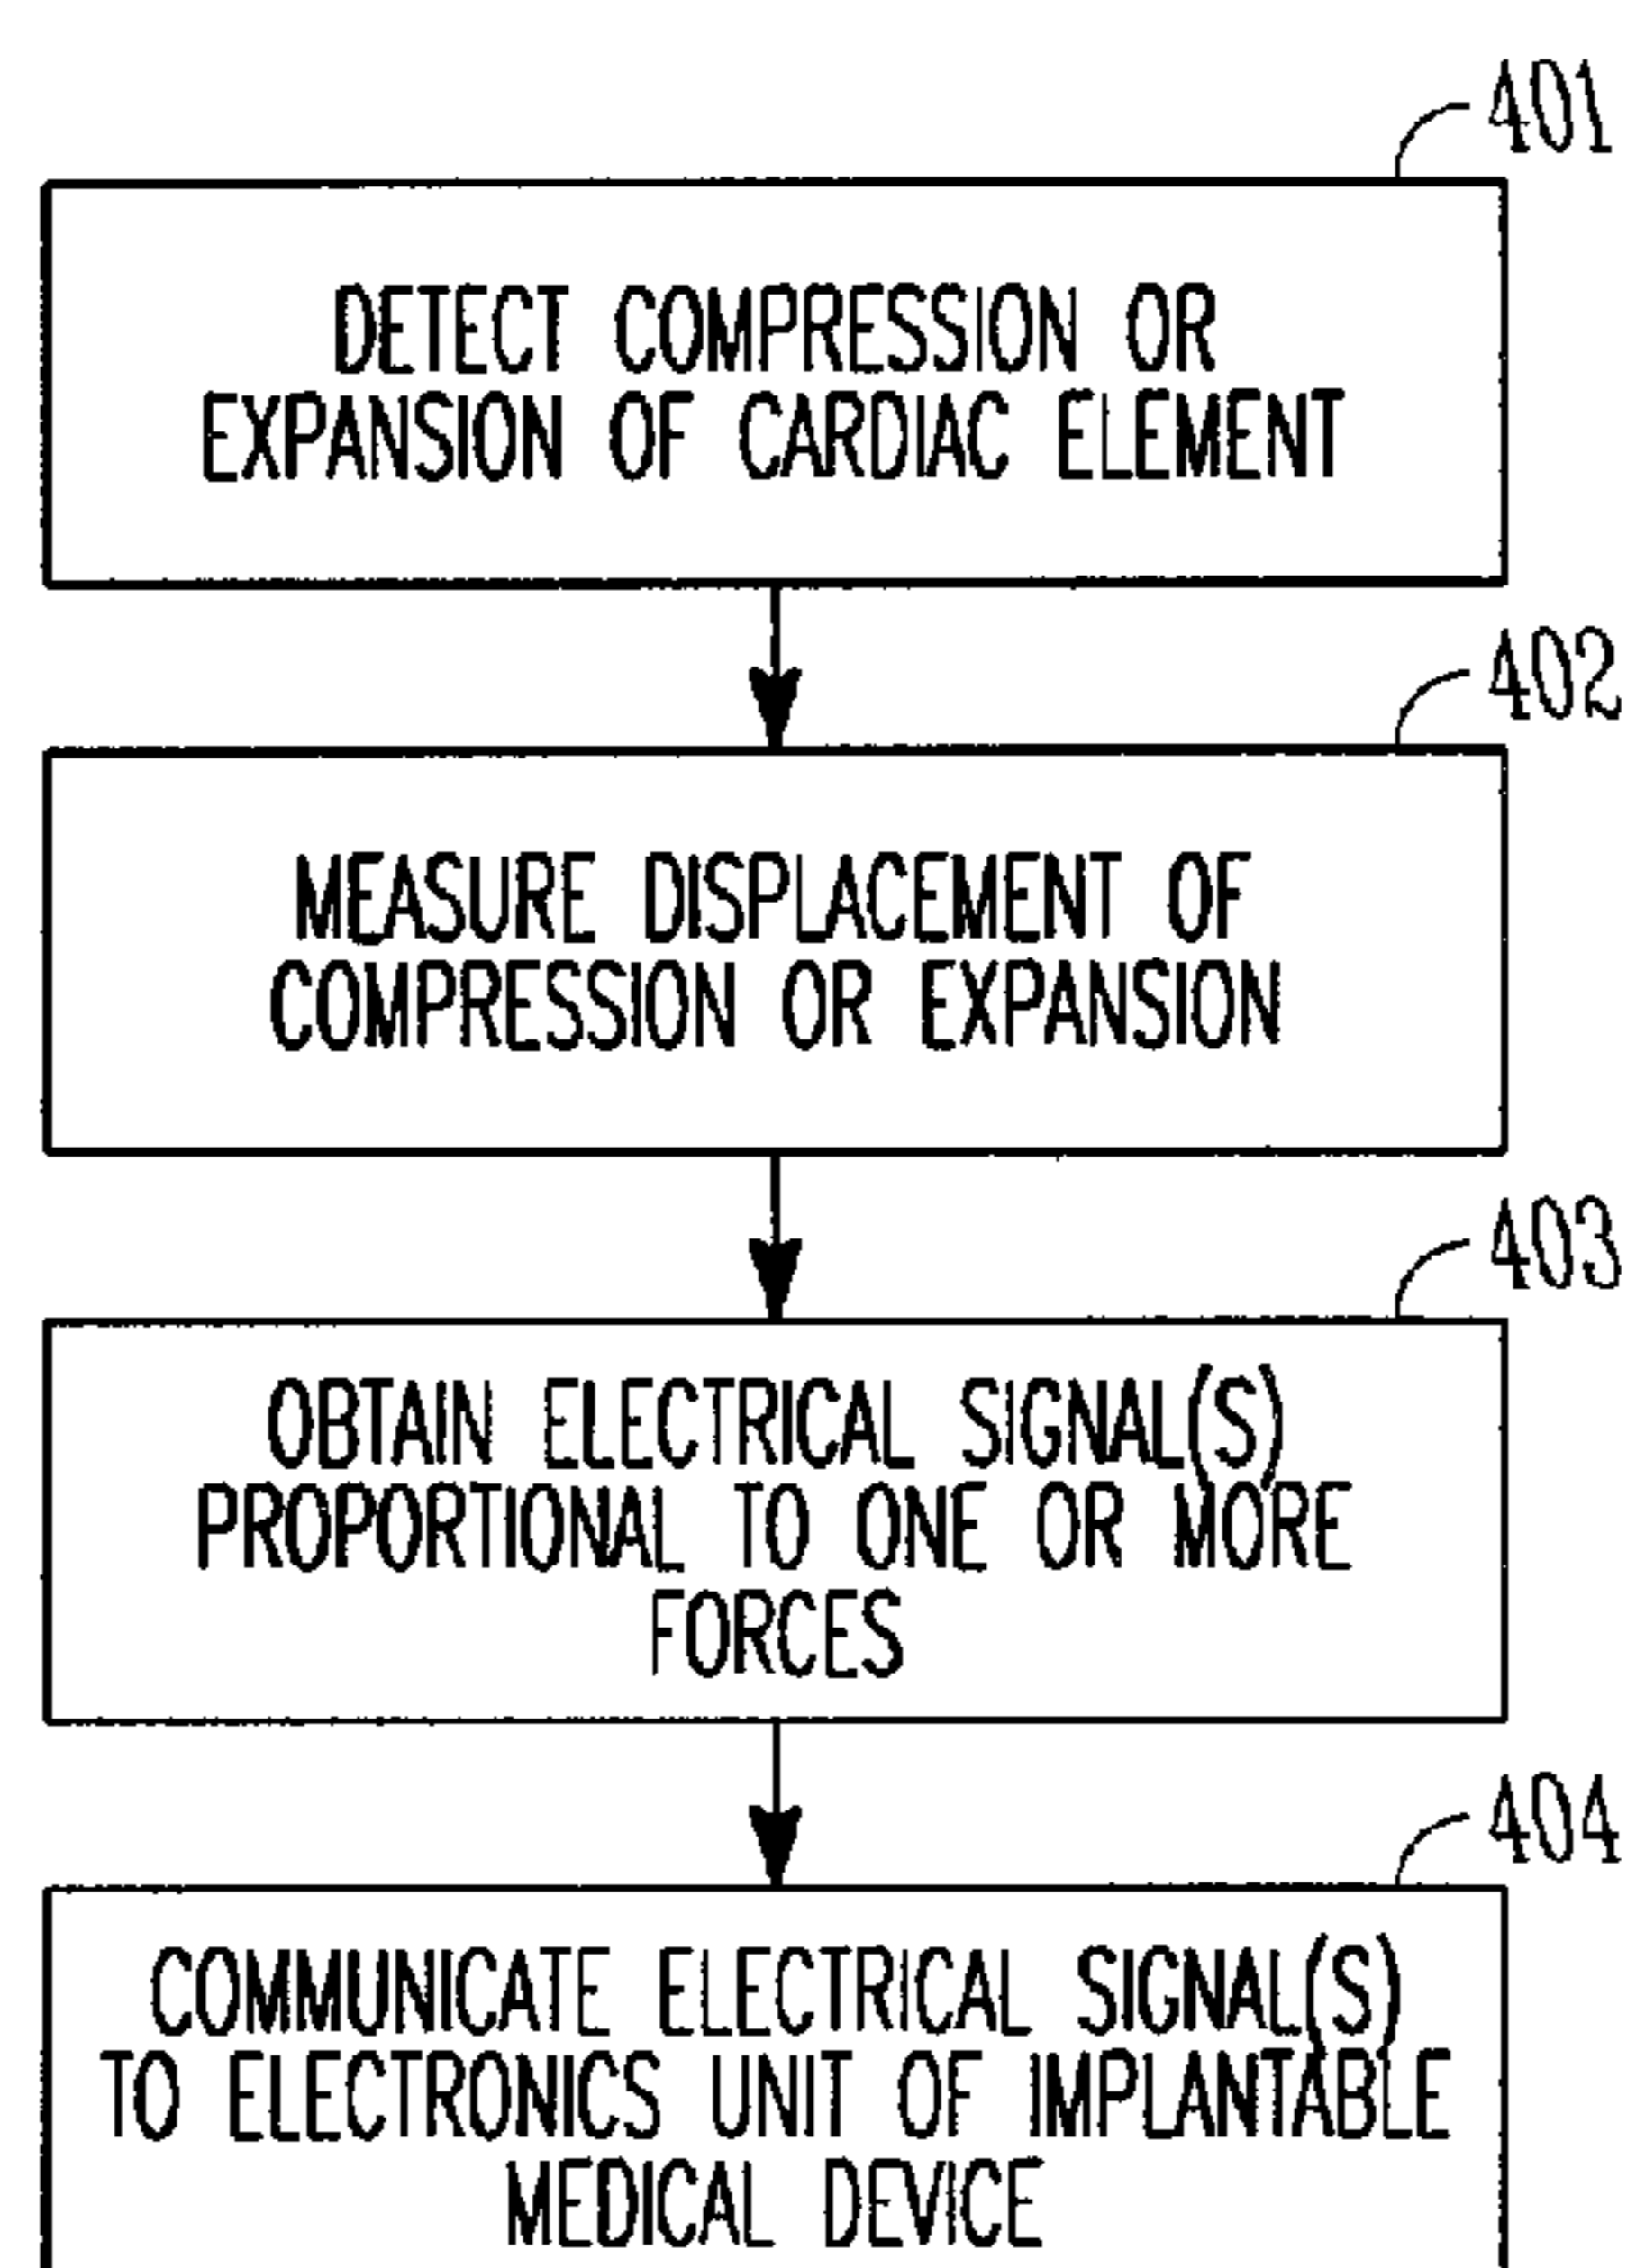 401
DETECT COMPRESSION OR
EXPANSION OF CARDIAC ELEMENT
402
MEASURE DISPLACEMENT OF
COMPRESSION OR EXPANSION
403
OBTAIN ELECTRICAL SIGNAL(S)
PROPORTIONAL TO ONE OR MORE
FORCES
404
COMMUNICATE ELECTRICAL SIGNAL(S)
TO ELECTRONICS UNIT OF IMPLANTABLE
MEDICAL DEVICE